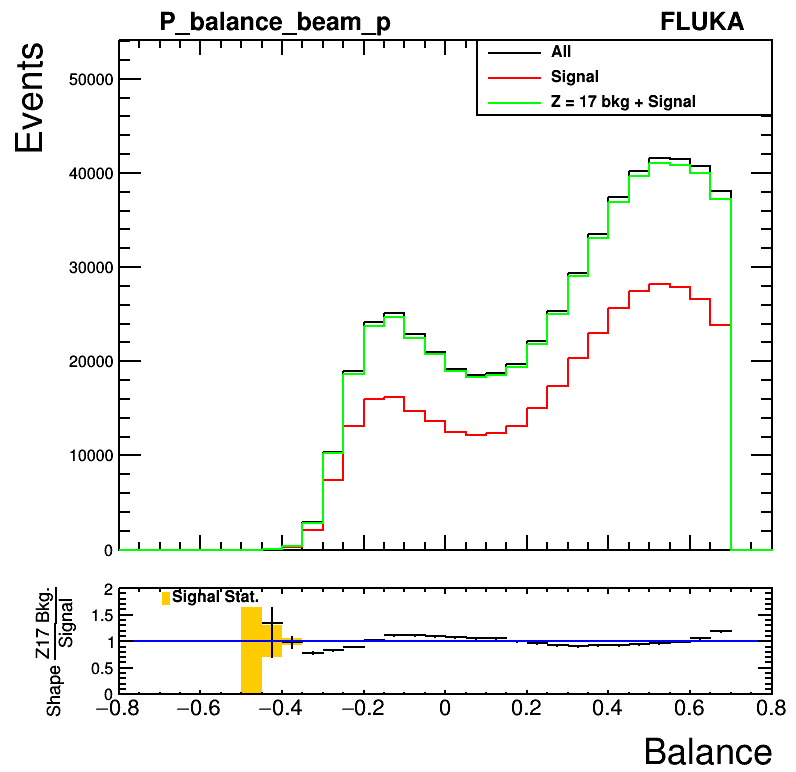 P_balance_beam_p FLUKA
All
Signal
Z = 17 bkg + Signal
Events
50000
40000
30000
20000
10000
0
Signal Stat.
Shape Z17 Bkg. / Signal
2
1.5
1
0.5
0
−0.8 −0.6 −0.4 −0.2 0 0.2 0.4 0.6 0.8
Balance